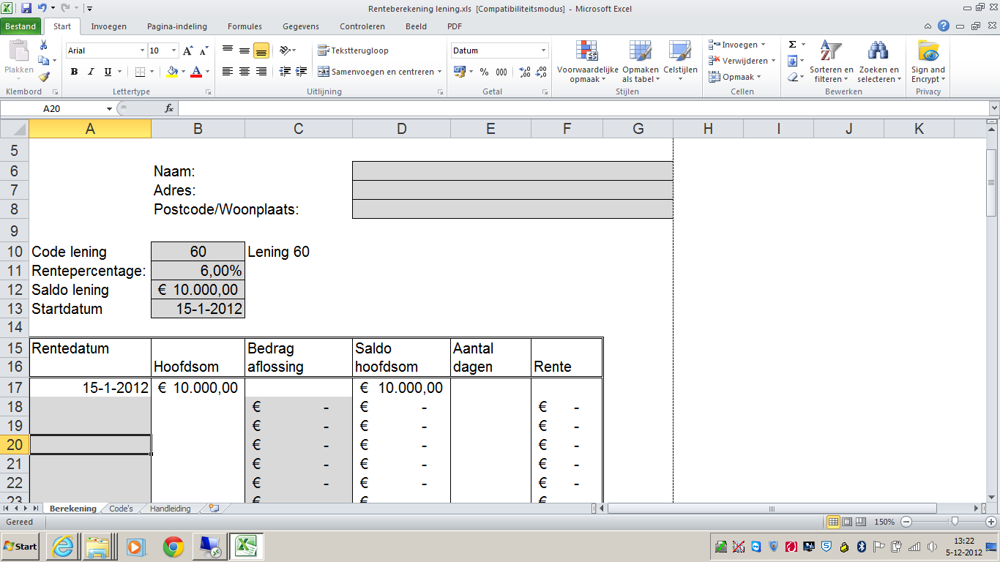 Renteberekening lening.xls [Compatibiliteitsmodus] - Microsoft Excel
Bestand Start Invoegen Pagina-indeling Formules Gegevens Controleren Beeld PDF
Plakken
Klembord
Arial 10
B I U
Lettertype
Tekstterugloop
Samenvoegen en centreren
Uitlijning
Datum
% 000
Getal
Voorwaardelijke opmaak
Opmaken als tabel
Celstijlen
Stijlen
Invoegen
Verwijderen
Opmaak
Cellen
Sorteren en filteren
Zoeken en selecteren
Bewerken
Sign and Encrypt
Privacy
A20 fx
A B C D E F G H I J K
5
6 Naam:
7 Adres:
8 Postcode/Woonplaats:
9
10 Code lening 60 Lening 60
11 Rentepercentage: 6,00%
12 Saldo lening € 10.000,00
13 Startdatum 15-1-2012
14
15 Rentedatum Bedrag Saldo Aantal
16 Hoofdsom aflossing hoofdsom dagen Rente
17 15-1-2012 € 10.000,00 € 10.000,00
18 € - € - € -
19 € - € - € -
20 € - € - € -
21 € - € - € -
22 € - € - € -
23 € € €
Berekening Code's Handleiding
Gereed 150%
Start 13:22
5-12-2012